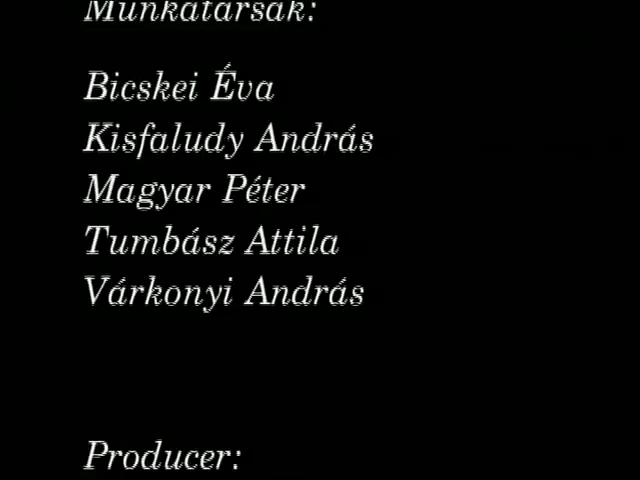 Munkatársak:
Bicskei Éva
Kisfaludy András
Magyar Péter
Tumbász Attila
Várkonyi András
Producer: